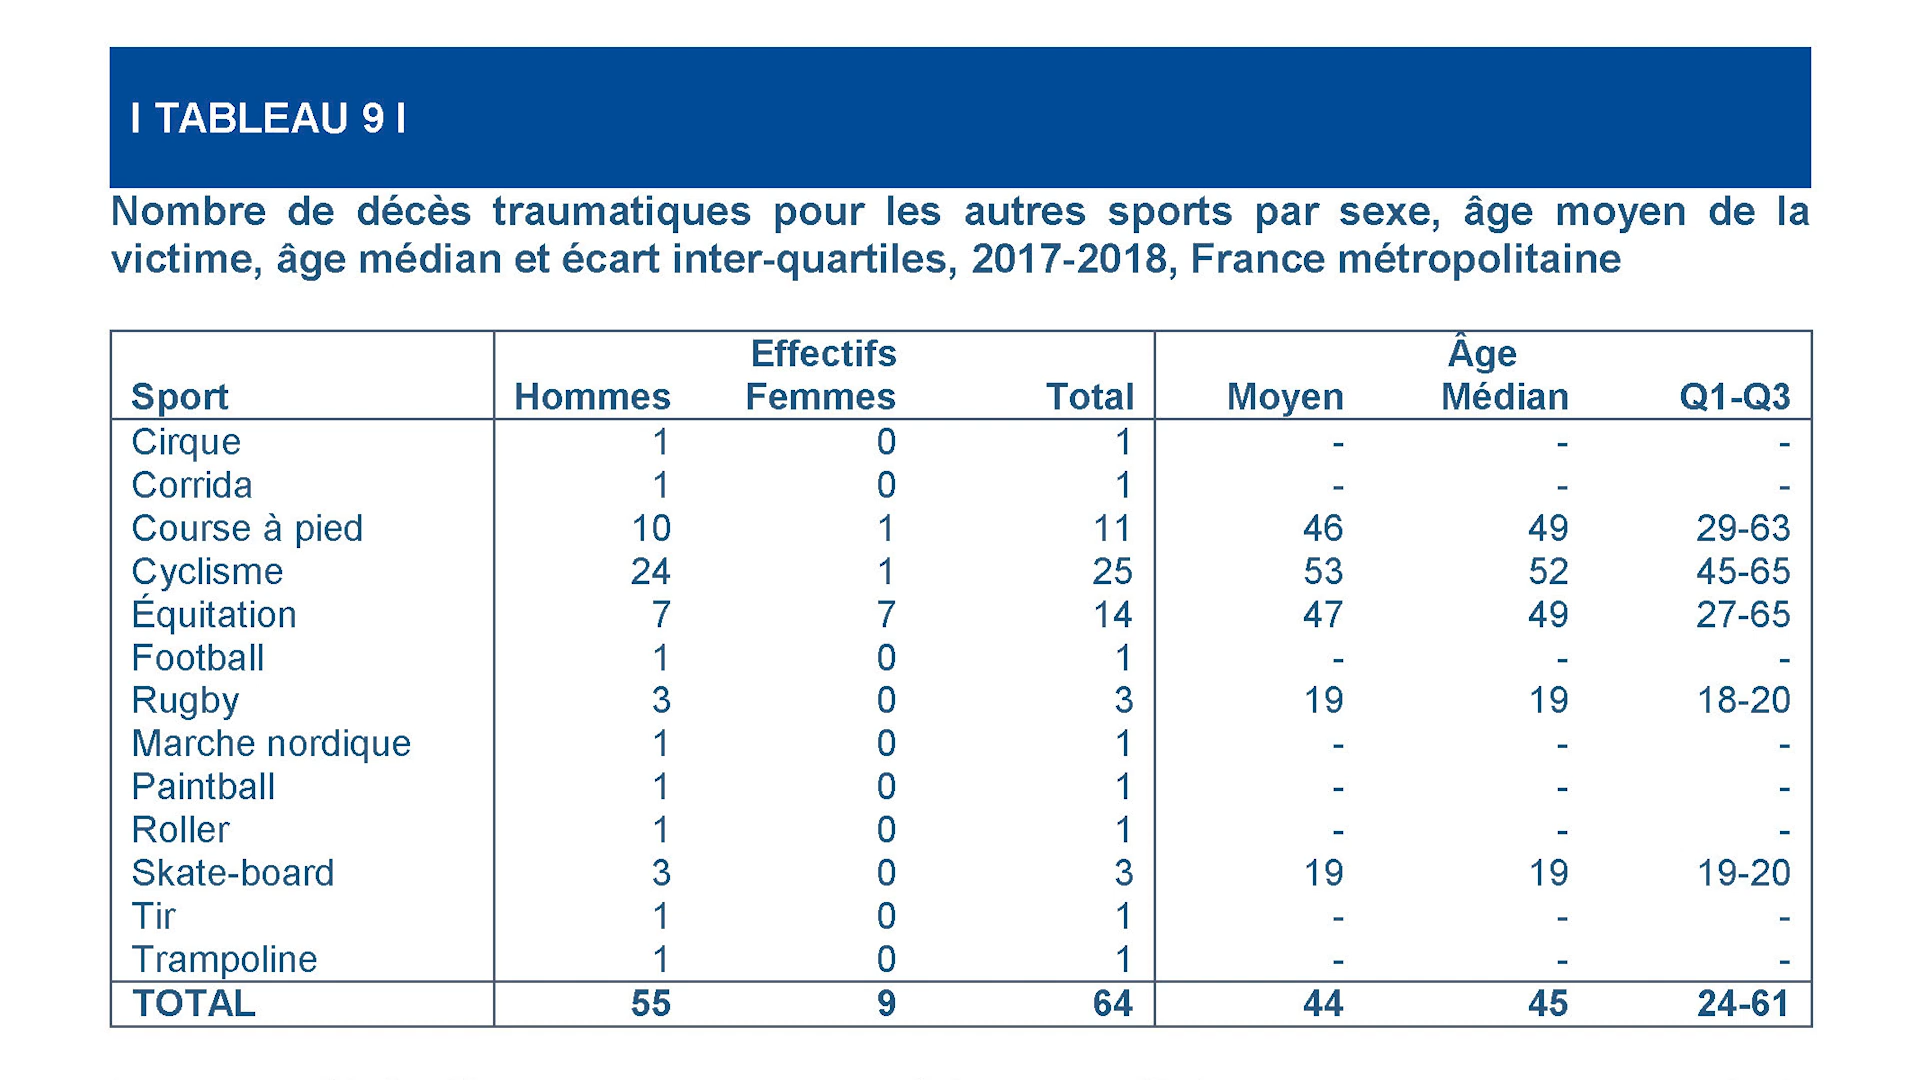 I TABLEAU 9 I
Nombre de décès traumatiques pour les autres sports par sexe, âge moyen de la
victime, âge médian et écart inter-quartiles, 2017-2018, France métropolitaine
Effectifs Âge
Sport Hommes Femmes Total Moyen Médian Q1-Q3
Cirque 1 0 1 - - -
Corrida 1 0 1 - - -
Course à pied 10 1 11 46 49 29-63
Cyclisme 24 1 25 53 52 45-65
Équitation 7 7 14 47 49 27-65
Football 1 0 1 - - -
Rugby 3 0 3 19 19 18-20
Marche nordique 1 0 1 - - -
Paintball 1 0 1 - - -
Roller 1 0 1 - - -
Skate-board 3 0 3 19 19 19-20
Tir 1 0 1 - - -
Trampoline 1 0 1 - - -
TOTAL 55 9 64 44 45 24-61